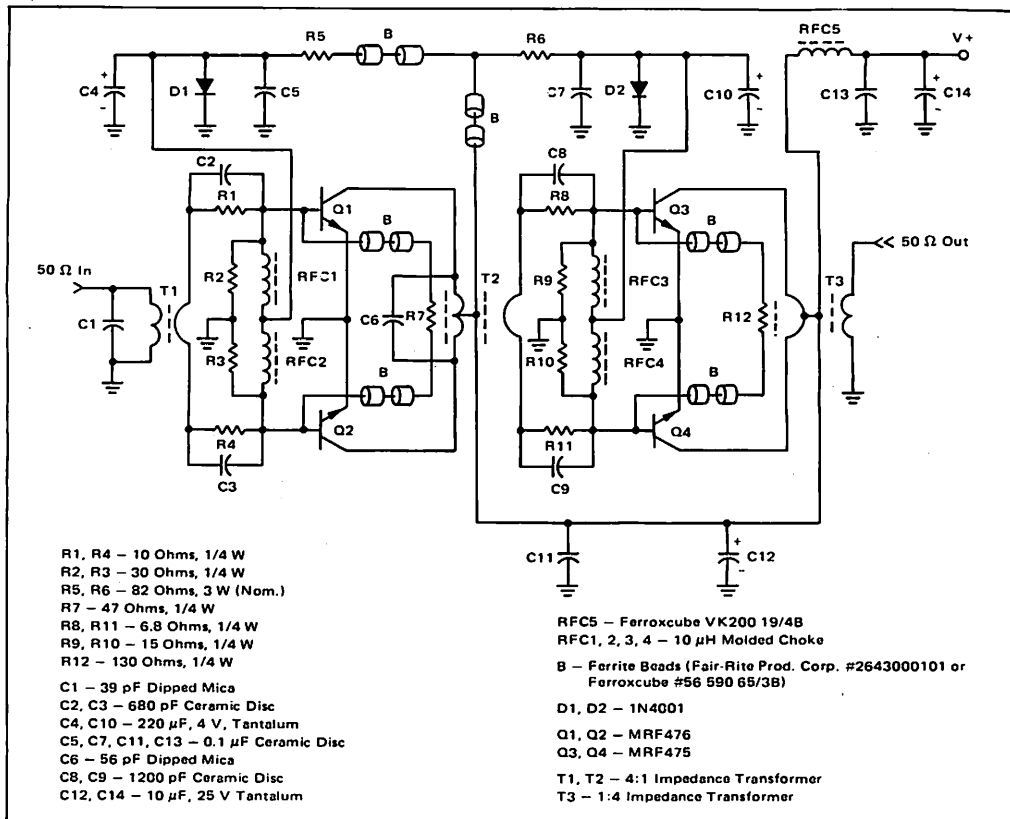 B
R5
R6
RFC5
V+
+
C4
-
D1
C5
B
C7
D2
+
C10
-
C13
+
C14
-
C2
R1
Q1
B
C8
R8
Q3
B
50 Ω In
T1
C1
R2
RFC1
R3
RFC2
C6
R7
T2
R9
RFC3
R10
RFC4
R12
T3
50 Ω Out
B
B
R4
Q2
C3
R11
Q4
C9
C11
+
C12
-
R1, R4 – 10 Ohms, 1/4 W
R2, R3 – 30 Ohms, 1/4 W
R5, R6 – 82 Ohms, 3 W (Nom.)
R7 – 47 Ohms, 1/4 W
R8, R11 – 6.8 Ohms, 1/4 W
R9, R10 – 15 Ohms, 1/4 W
R12 – 130 Ohms, 1/4 W
C1 – 39 pF Dipped Mica
C2, C3 – 680 pF Ceramic Disc
C4, C10 – 220 μF, 4 V, Tantalum
C5, C7, C11, C13 – 0.1 μF Ceramic Disc
C6 – 56 pF Dipped Mica
C8, C9 – 1200 pF Ceramic Disc
C12, C14 – 10 μF, 25 V Tantalum
RFC5 – Ferroxcube VK200 19/4B
RFC1, 2, 3, 4 – 10 μH Molded Choke
B – Ferrite Beads (Fair-Rite Prod. Corp. #2643000101 or
Ferroxcube #56 590 65/3B)
D1, D2 – 1N4001
Q1, Q2 – MRF476
Q3, Q4 – MRF475
T1, T2 – 4:1 Impedance Transformer
T3 – 1:4 Impedance Transformer